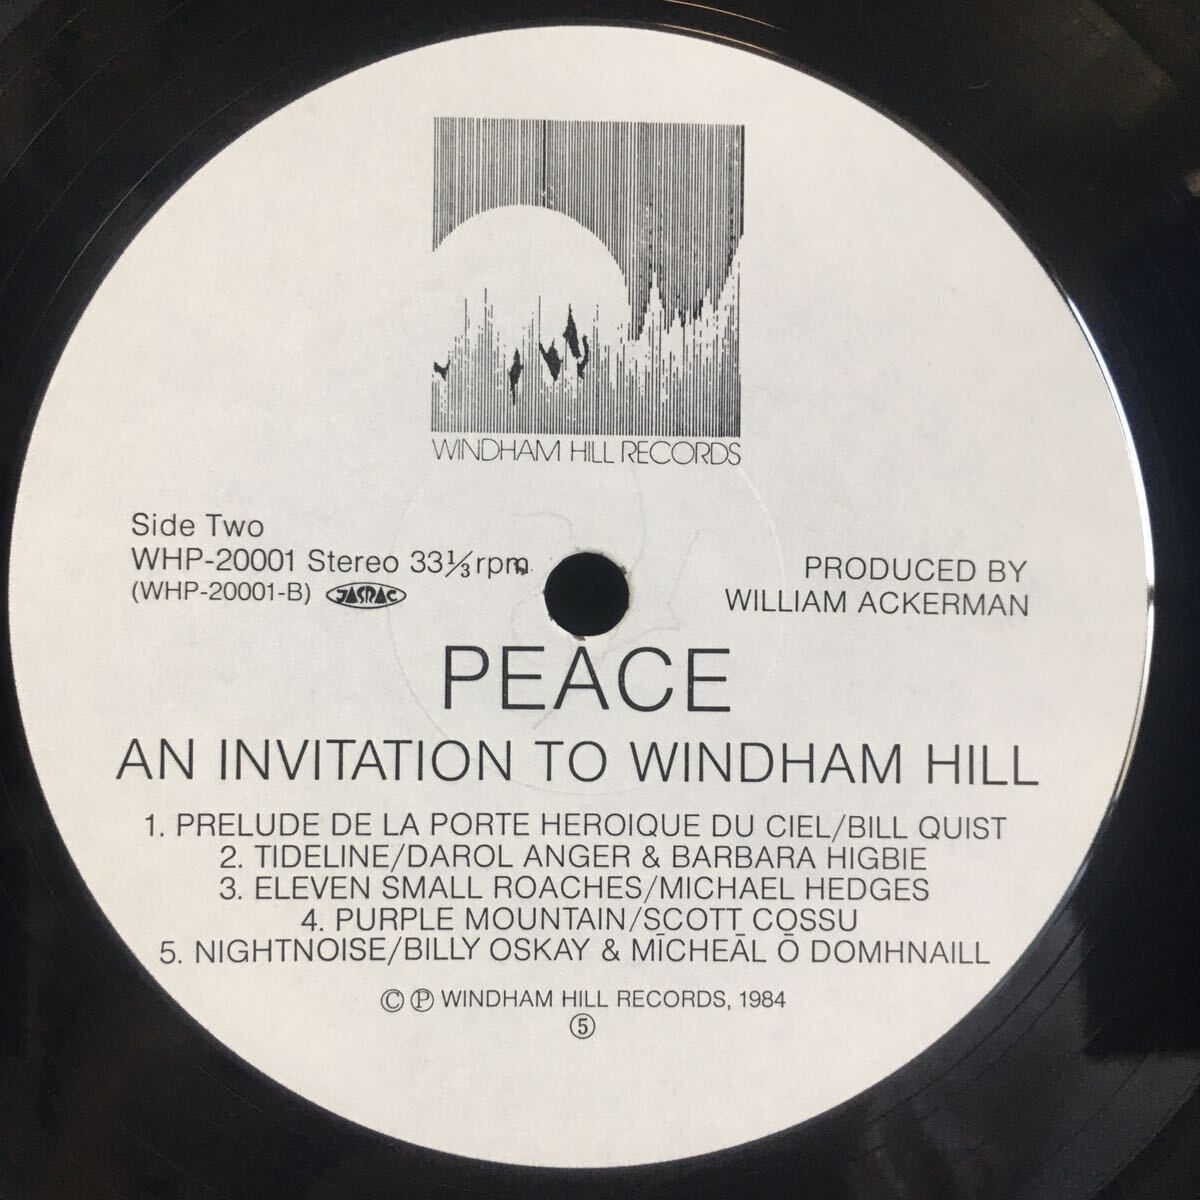 WINDHAM HILL RECORDS
Side Two
WHP-20001 Stereo 33⅓rpm
(WHP-20001-B) JASRAC
PRODUCED BY
WILLIAM ACKERMAN
PEACE
AN INVITATION TO WINDHAM HILL
1. PRELUDE DE LA PORTE HEROIQUE DU CIEL/BILL QUIST
2. TIDELINE/DAROL ANGER & BARBARA HIGBIE
3. ELEVEN SMALL ROACHES/MICHAEL HEDGES
4. PURPLE MOUNTAIN/SCOTT COSSU
5. NIGHTNOISE/BILLY OSKAY & MĪCHEĀL Ō DOMHNAILL
Ⓒ Ⓟ WINDHAM HILL RECORDS, 1984
⑤